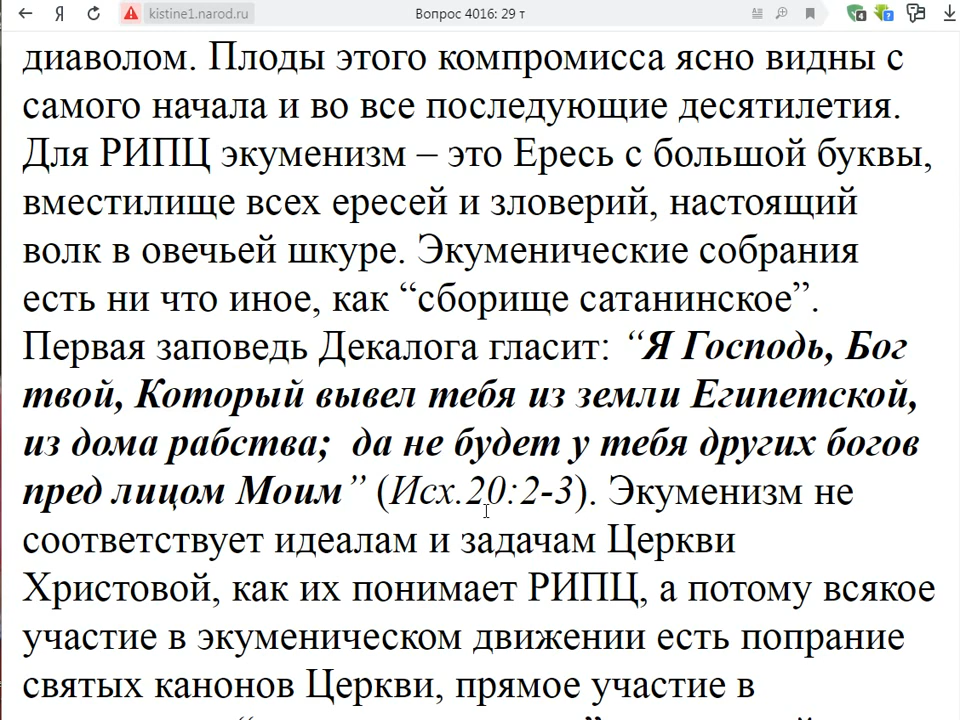 kistine1.narod.ru
Вопрос 4016: 29 т
диаволом. Плоды этого компромисса ясно видны с
самого начала и во все последующие десятилетия.
Для РИПЦ экуменизм – это Ересь с большой буквы,
вместилище всех ересей и зловерий, настоящий
волк в овечьей шкуре. Экуменические собрания
есть ни что иное, как “сборище сатанинское”.
Первая заповедь Декалога гласит: “Я Господь, Бог
твой, Который вывел тебя из земли Египетской,
из дома рабства; да не будет у тебя других богов
пред лицом Моим” (Исх.20:2-3). Экуменизм не
соответствует идеалам и задачам Церкви
Христовой, как их понимает РИПЦ, а потому всякое
участие в экуменическом движении есть попрание
святых канонов Церкви, прямое участие в